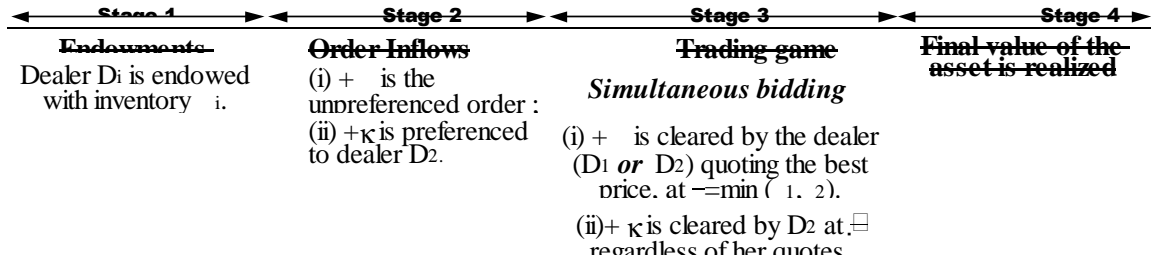 Stage 1 Stage 2 Stage 3 Stage 4
Endowments
Dealer Di is endowed
with inventory i.
Order Inflows
(i) + is the
unpreferenced order ;
(ii) +κ is preferenced
to dealer D2.
Trading game
Simultaneous bidding
(i) + is cleared by the dealer
(D1 or D2) quoting the best
price, at =min ( 1, 2).
(ii)+ κ is cleared by D2 at
regardless of her quotes
Final value of the
asset is realized